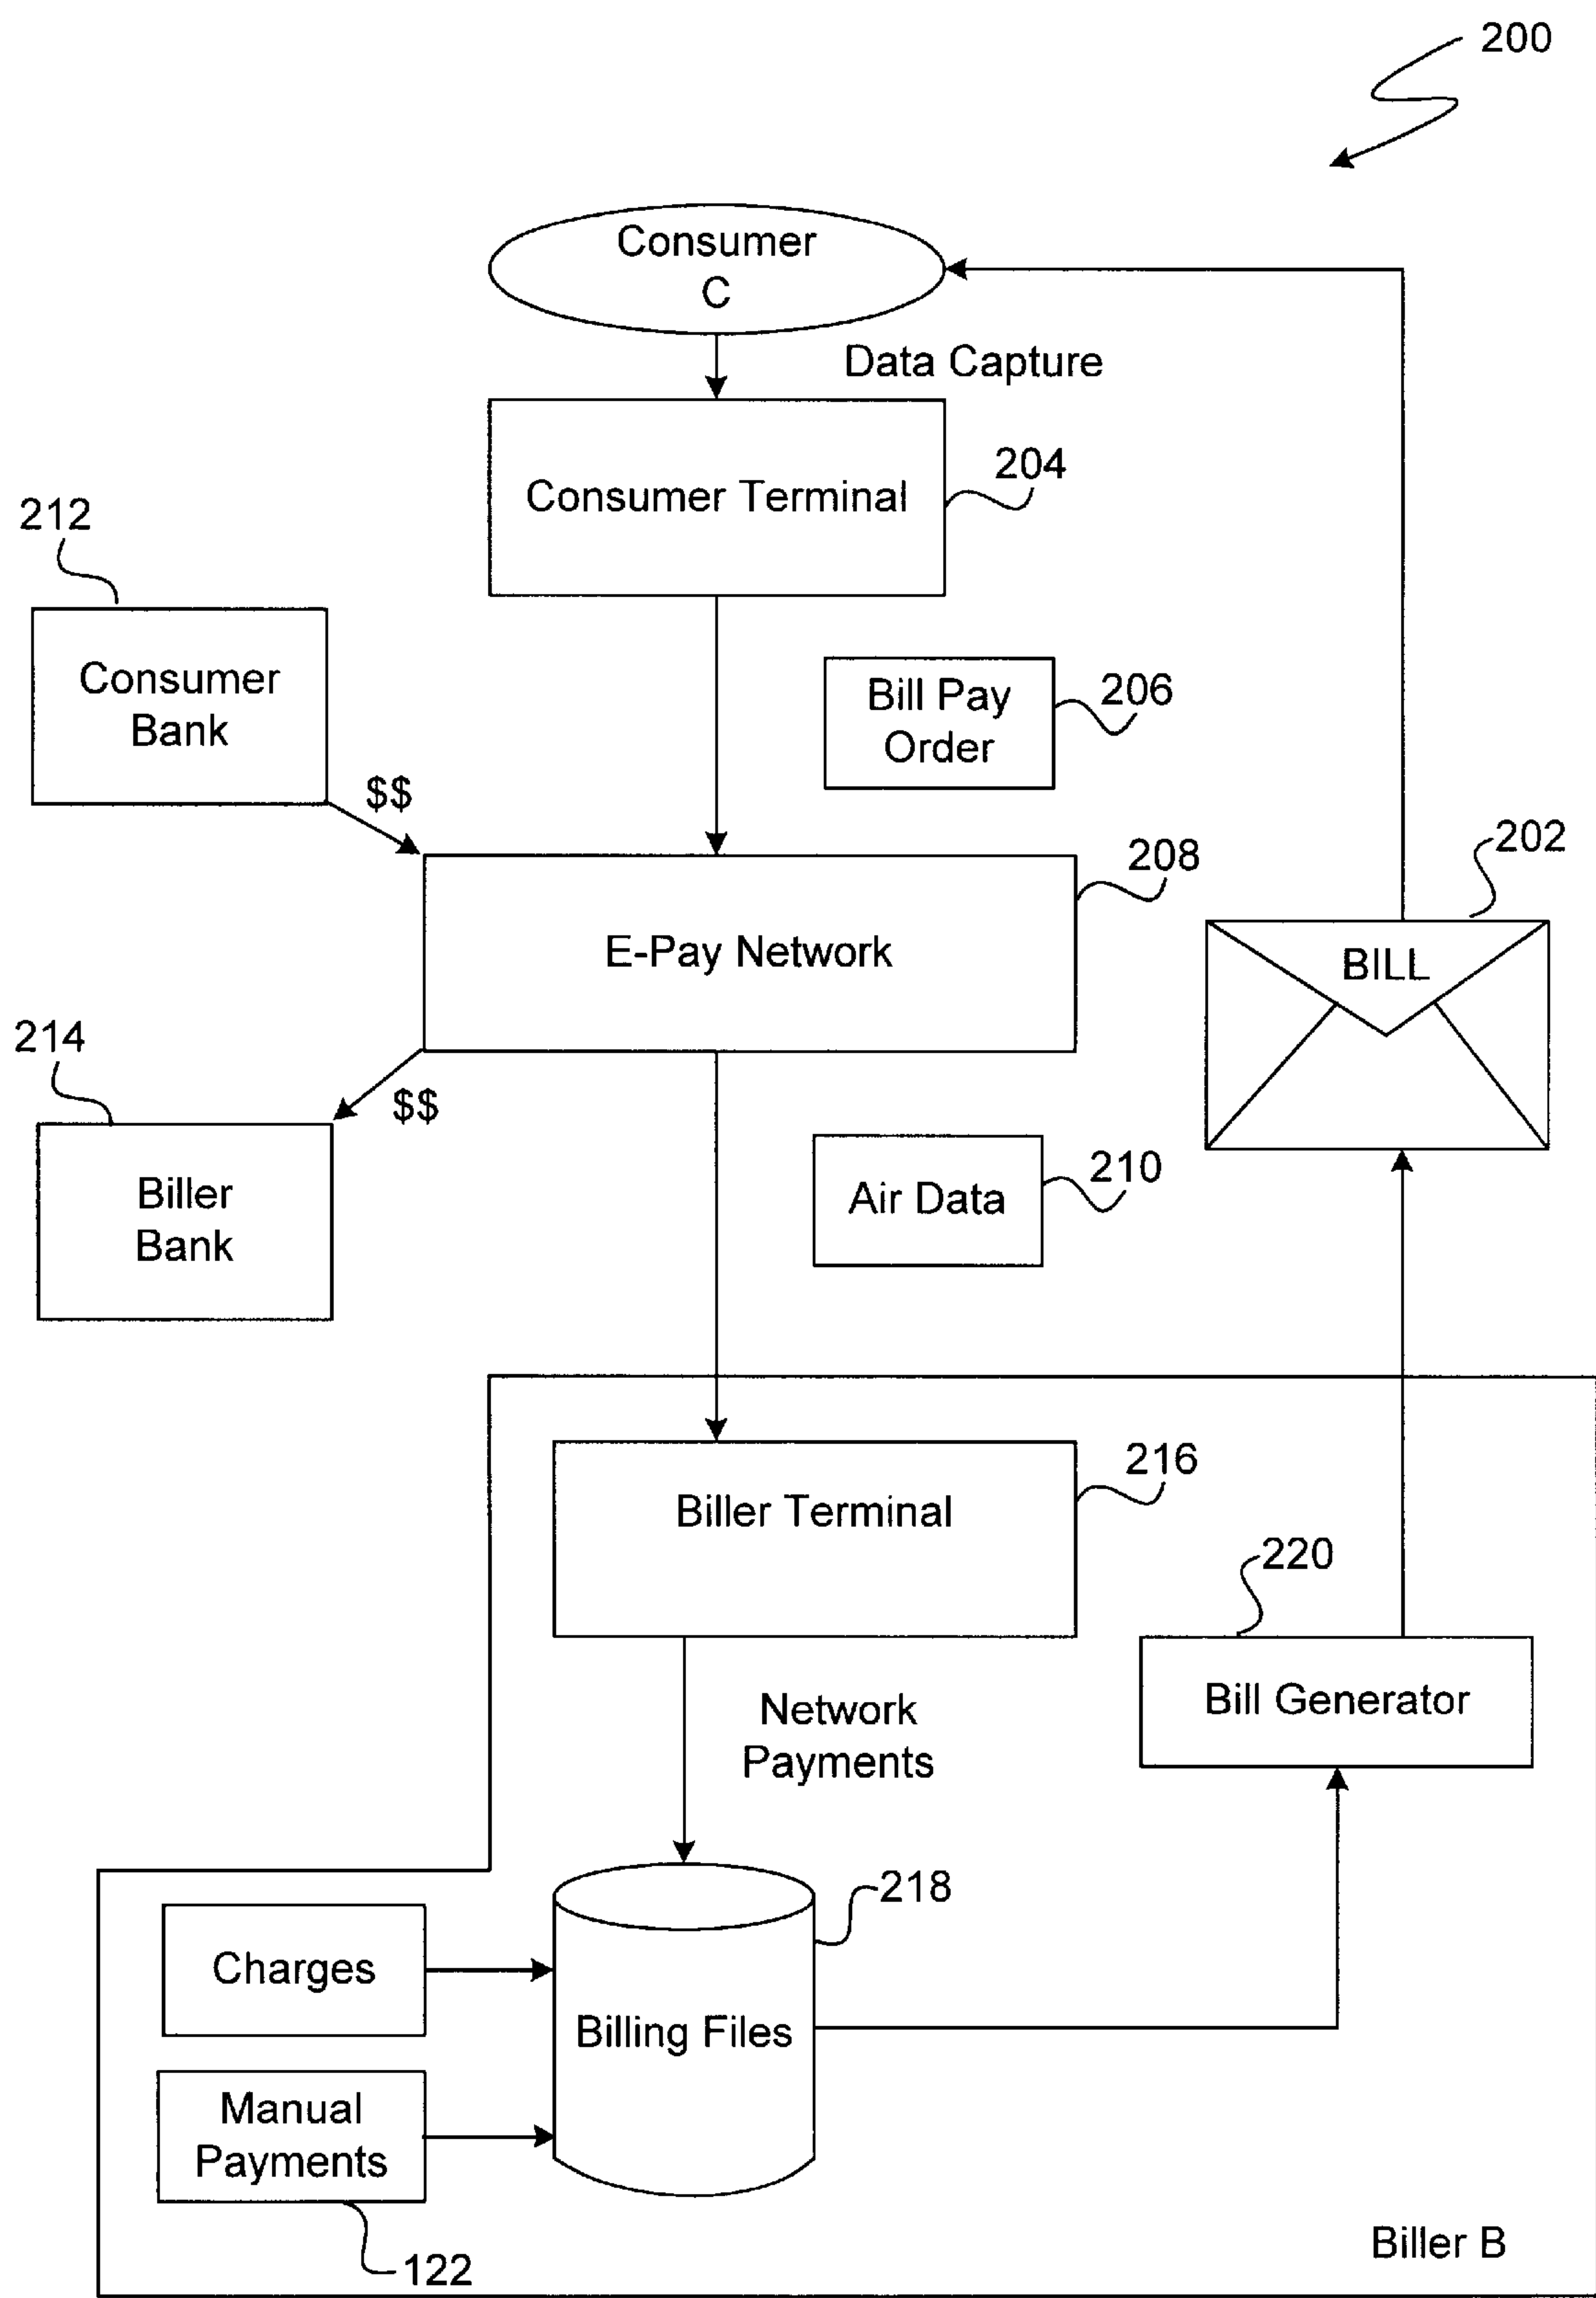 200
Consumer
C
Data Capture
204
Consumer Terminal
212
Consumer
Bank
Bill Pay
Order
206
$$
202
208
E-Pay Network
BILL
214
$$
210
Air Data
Biller
Bank
216
Biller Terminal
220
Network
Payments
Bill Generator
218
Charges
Billing Files
Manual
Payments
122
Biller B